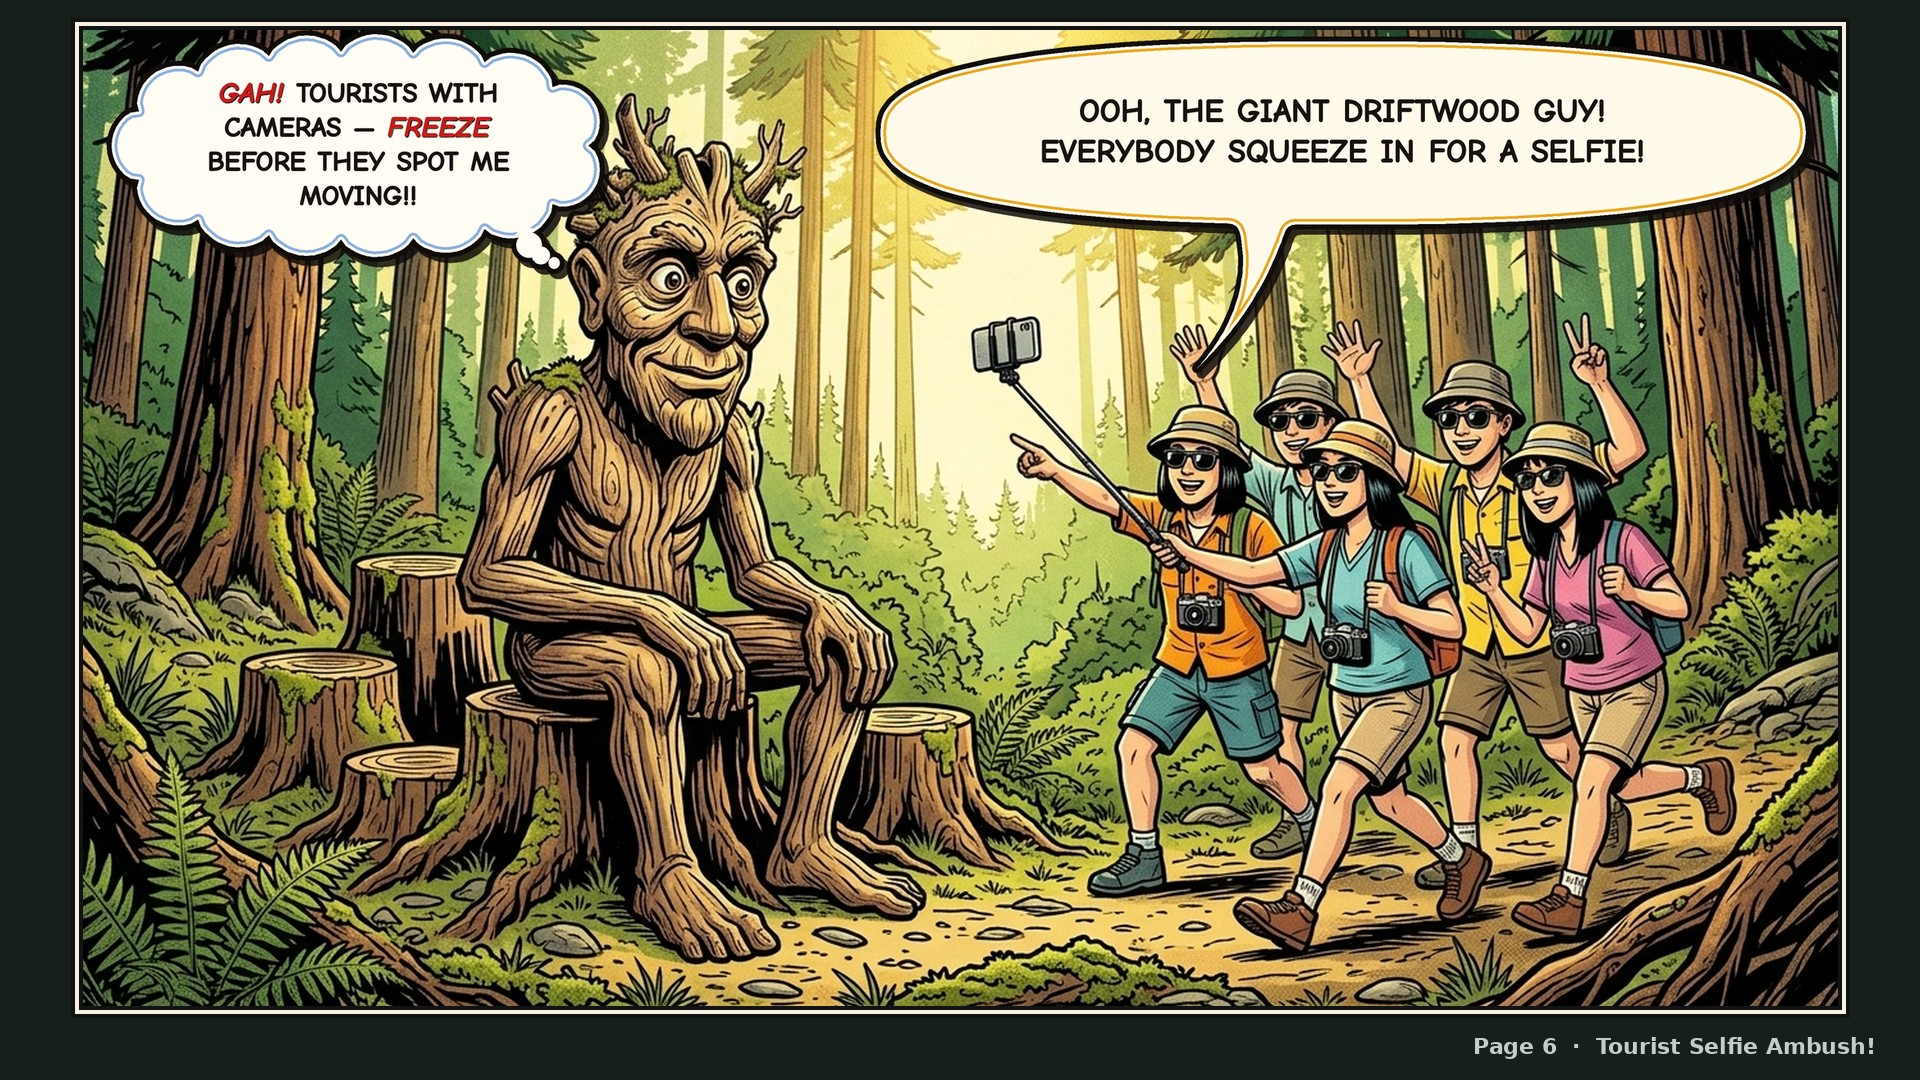 GAH! TOURISTS WITH
CAMERAS — FREEZE
BEFORE THEY SPOT ME
MOVING!!
OOH, THE GIANT DRIFTWOOD GUY!
EVERYBODY SQUEEZE IN FOR A SELFIE!
Page 6 · Tourist Selfie Ambush!